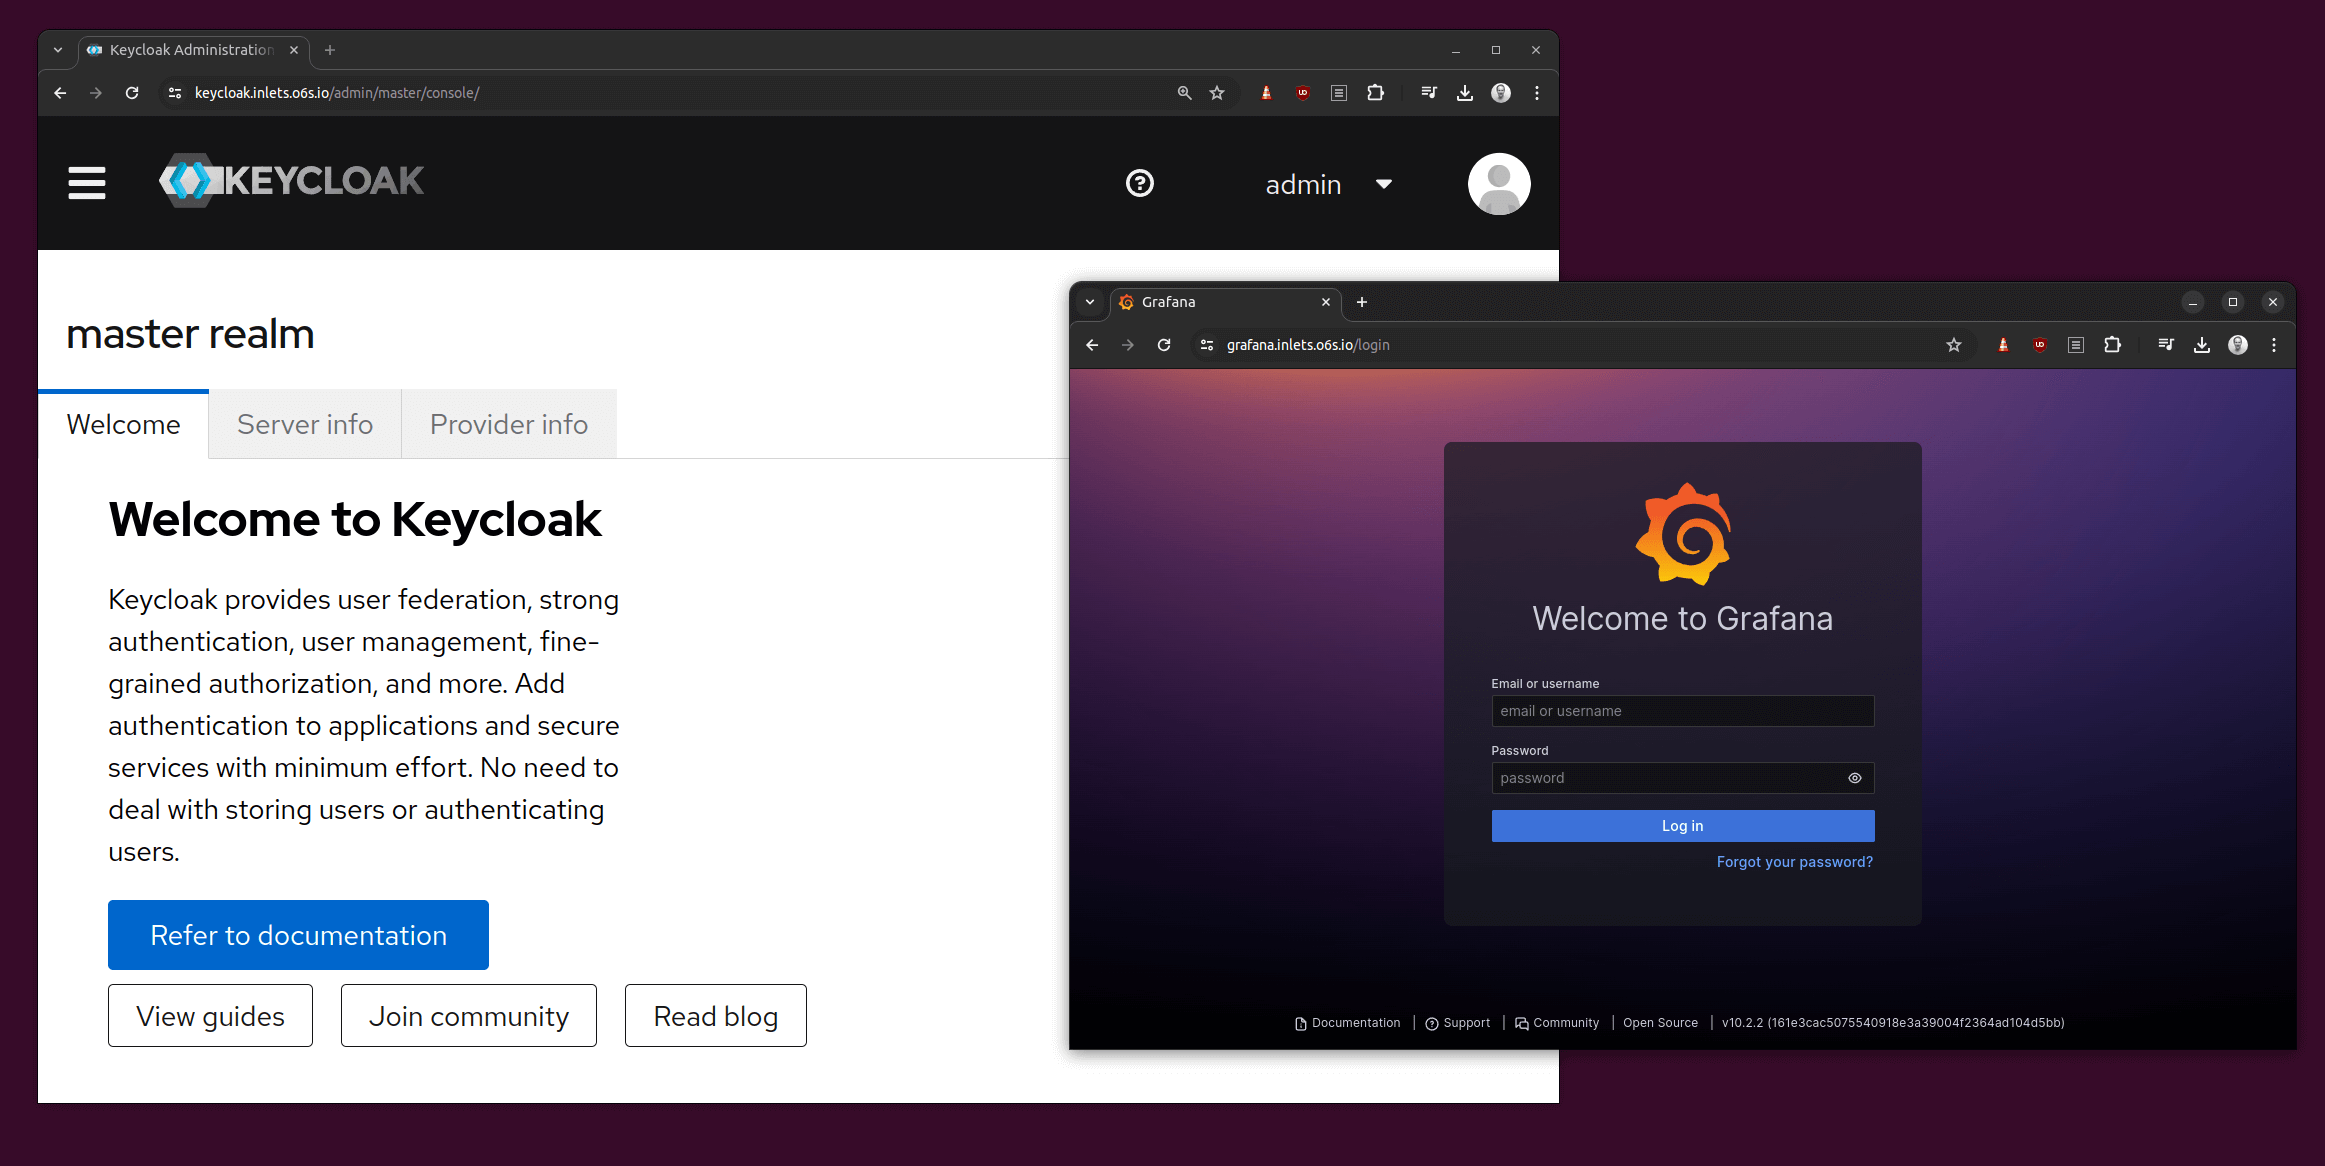 Keycloak Administration
keycloak.inlets.o6s.io/admin/master/console/
KEYCLOAK
admin
master realm
Welcome
Server info
Provider info
Welcome to Keycloak
Keycloak provides user federation, strong
authentication, user management, fine-
grained authorization, and more. Add
authentication to applications and secure
services with minimum effort. No need to
deal with storing users or authenticating
users.
Refer to documentation
View guides
Join community
Read blog
Grafana
grafana.inlets.o6s.io/login
Welcome to Grafana
Email or username
email or username
Password
password
Log in
Forgot your password?
Documentation | Support | Community | Open Source | v10.2.2 (161e3cac5075540918e3a39004f2364ad104d5bb)